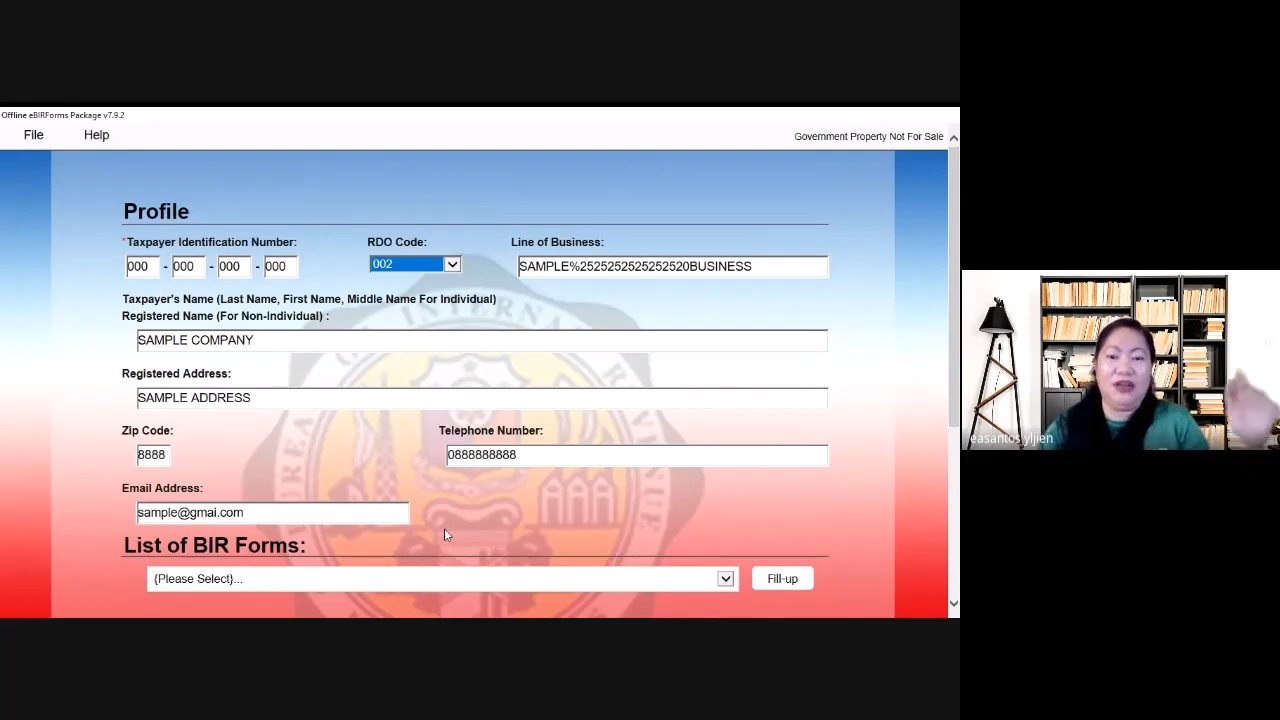 Offline eBIRForms Package v7.9.2
File Help Government Property Not For Sale
Profile
*Taxpayer Identification Number: RDO Code: Line of Business:
000 - 000 - 000 - 000 002 SAMPLE%2525252525252520BUSINESS
Taxpayer's Name (Last Name, First Name, Middle Name For Individual)
Registered Name (For Non-Individual) :
SAMPLE COMPANY
Registered Address:
SAMPLE ADDRESS
Zip Code: Telephone Number:
8888 0888888888
Email Address:
sample@gmai.com
List of BIR Forms:
{Please Select}... Fill-up
easantos yljien